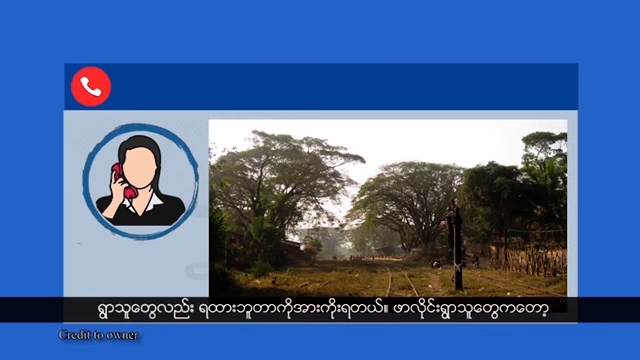 ရွာသူတွေလည်း ရထားဘူတာကိုအားကိုးရတယ်။ ဖာလိုင်းရွာသူတွေကတော့
Credit to owner